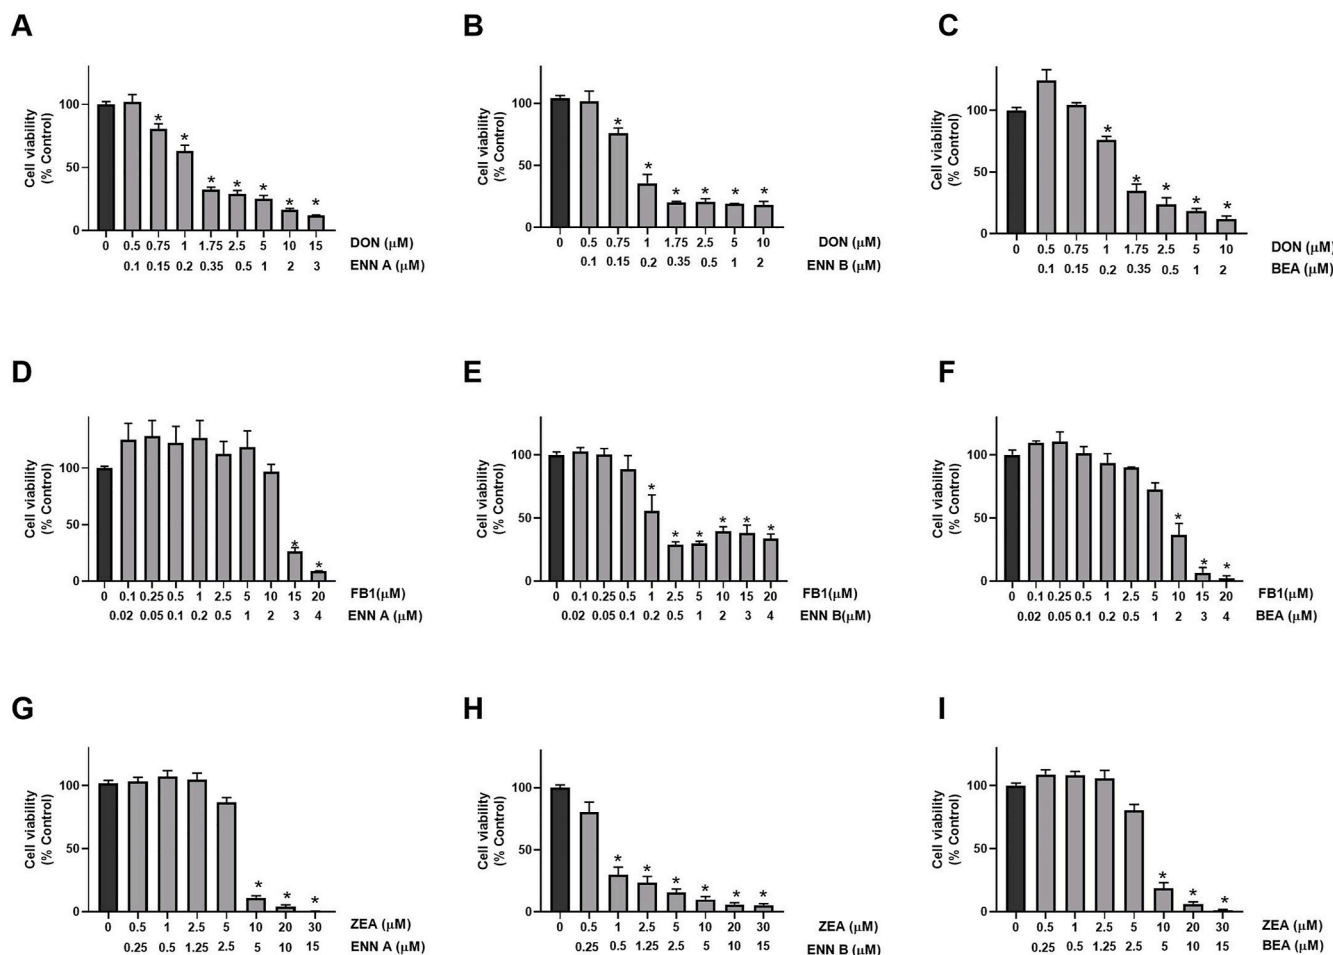 A
B
C
Cell viability
(% Control)
100
50
0
0 0.5 0.75 1 1.75 2.5 5 10 15 DON (µM)
0.1 0.15 0.2 0.35 0.5 1 2 3 ENN A (µM)
Cell viability
(% Control)
100
50
0
0 0.5 0.75 1 1.75 2.5 5 10 DON (µM)
0.1 0.15 0.2 0.35 0.5 1 2 ENN B (µM)
Cell viability
(% Control)
100
50
0
0 0.5 0.75 1 1.75 2.5 5 10 DON (µM)
0.1 0.15 0.2 0.35 0.5 1 2 BEA (µM)
D
E
F
Cell viability
(% Control)
100
50
0
0 0.1 0.25 0.5 1 2.5 5 10 15 20 FB1(µM)
0.02 0.05 0.1 0.2 0.5 1 2 3 4 ENN A (µM)
Cell viability
(% Control)
100
50
0
0 0.1 0.25 0.5 1 2.5 5 10 15 20 FB1(µM)
0.02 0.05 0.1 0.2 0.5 1 2 3 4 ENN B(µM)
Cell viability
(% Control)
100
50
0
0 0.1 0.25 0.5 1 2.5 5 10 15 20 FB1(µM)
0.02 0.05 0.1 0.2 0.5 1 2 3 4 BEA (µM)
G
H
I
Cell viability
(% Control)
100
50
0
0 0.5 1 2.5 5 10 20 30 ZEA (µM)
0.25 0.5 1.25 2.5 5 10 15 ENN A (µM)
Cell viability
(% Control)
100
50
0
0 0.5 1 2.5 5 10 20 30 ZEA (µM)
0.25 0.5 1.25 2.5 5 10 15 ENN B (µM)
Cell viability
(% Control)
100
50
0
0 0.5 1 2.5 5 10 20 30 ZEA (µM)
0.25 0.5 1.25 2.5 5 10 15 BEA (µM)